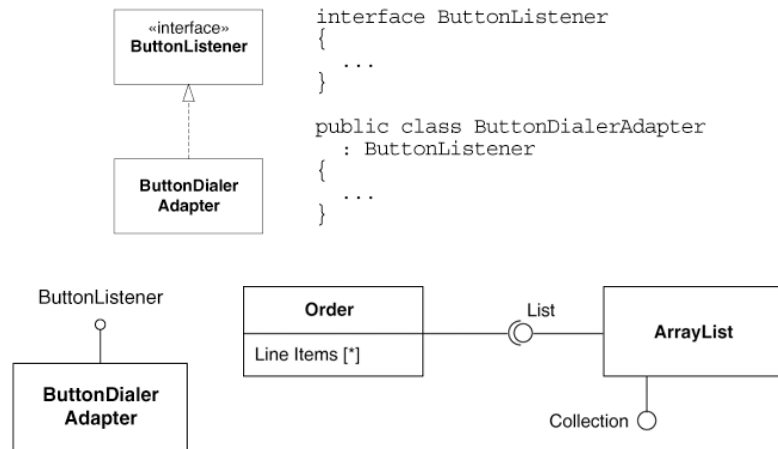 «interface»
ButtonListener
ButtonDialer
Adapter
interface ButtonListener
{
  ...
}
public class ButtonDialerAdapter
  : ButtonListener
{
  ...
}
ButtonListener
ButtonDialer
Adapter
Order
Line Items [*]
List
ArrayList
Collection